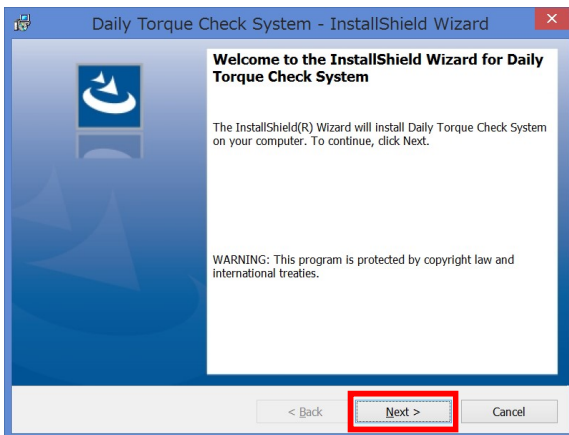 Daily Torque Check System - InstallShield Wizard
Welcome to the InstallShield Wizard for Daily
Torque Check System
The InstallShield(R) Wizard will install Daily Torque Check System
on your computer. To continue, click Next.
WARNING: This program is protected by copyright law and
international treaties.
< Back
Next >
Cancel